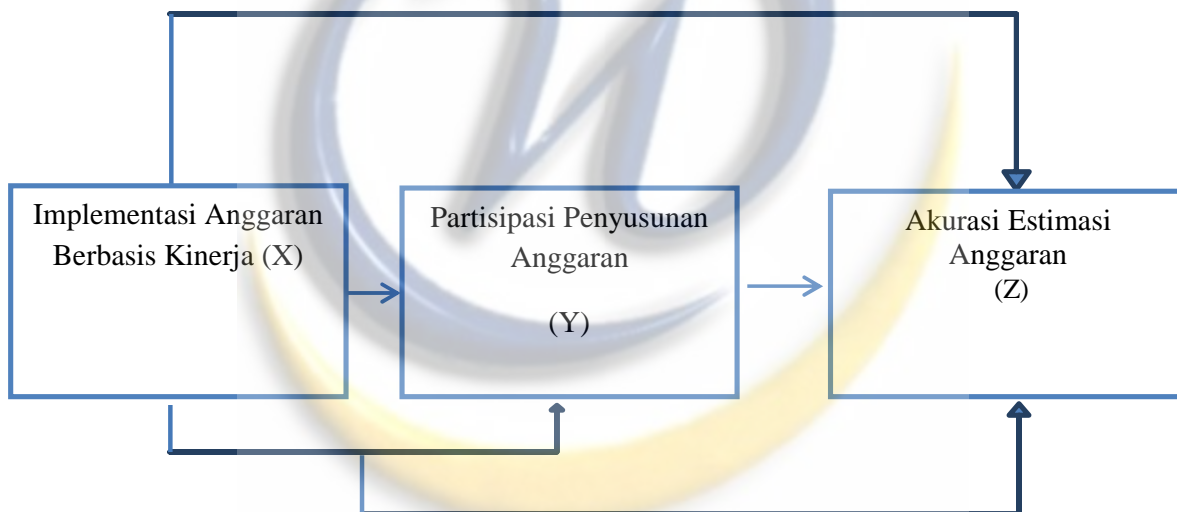 Implementasi Anggaran
Berbasis Kinerja (X)
Partisipasi Penyusunan
Anggaran
(Y)
Akurasi Estimasi
Anggaran
(Z)